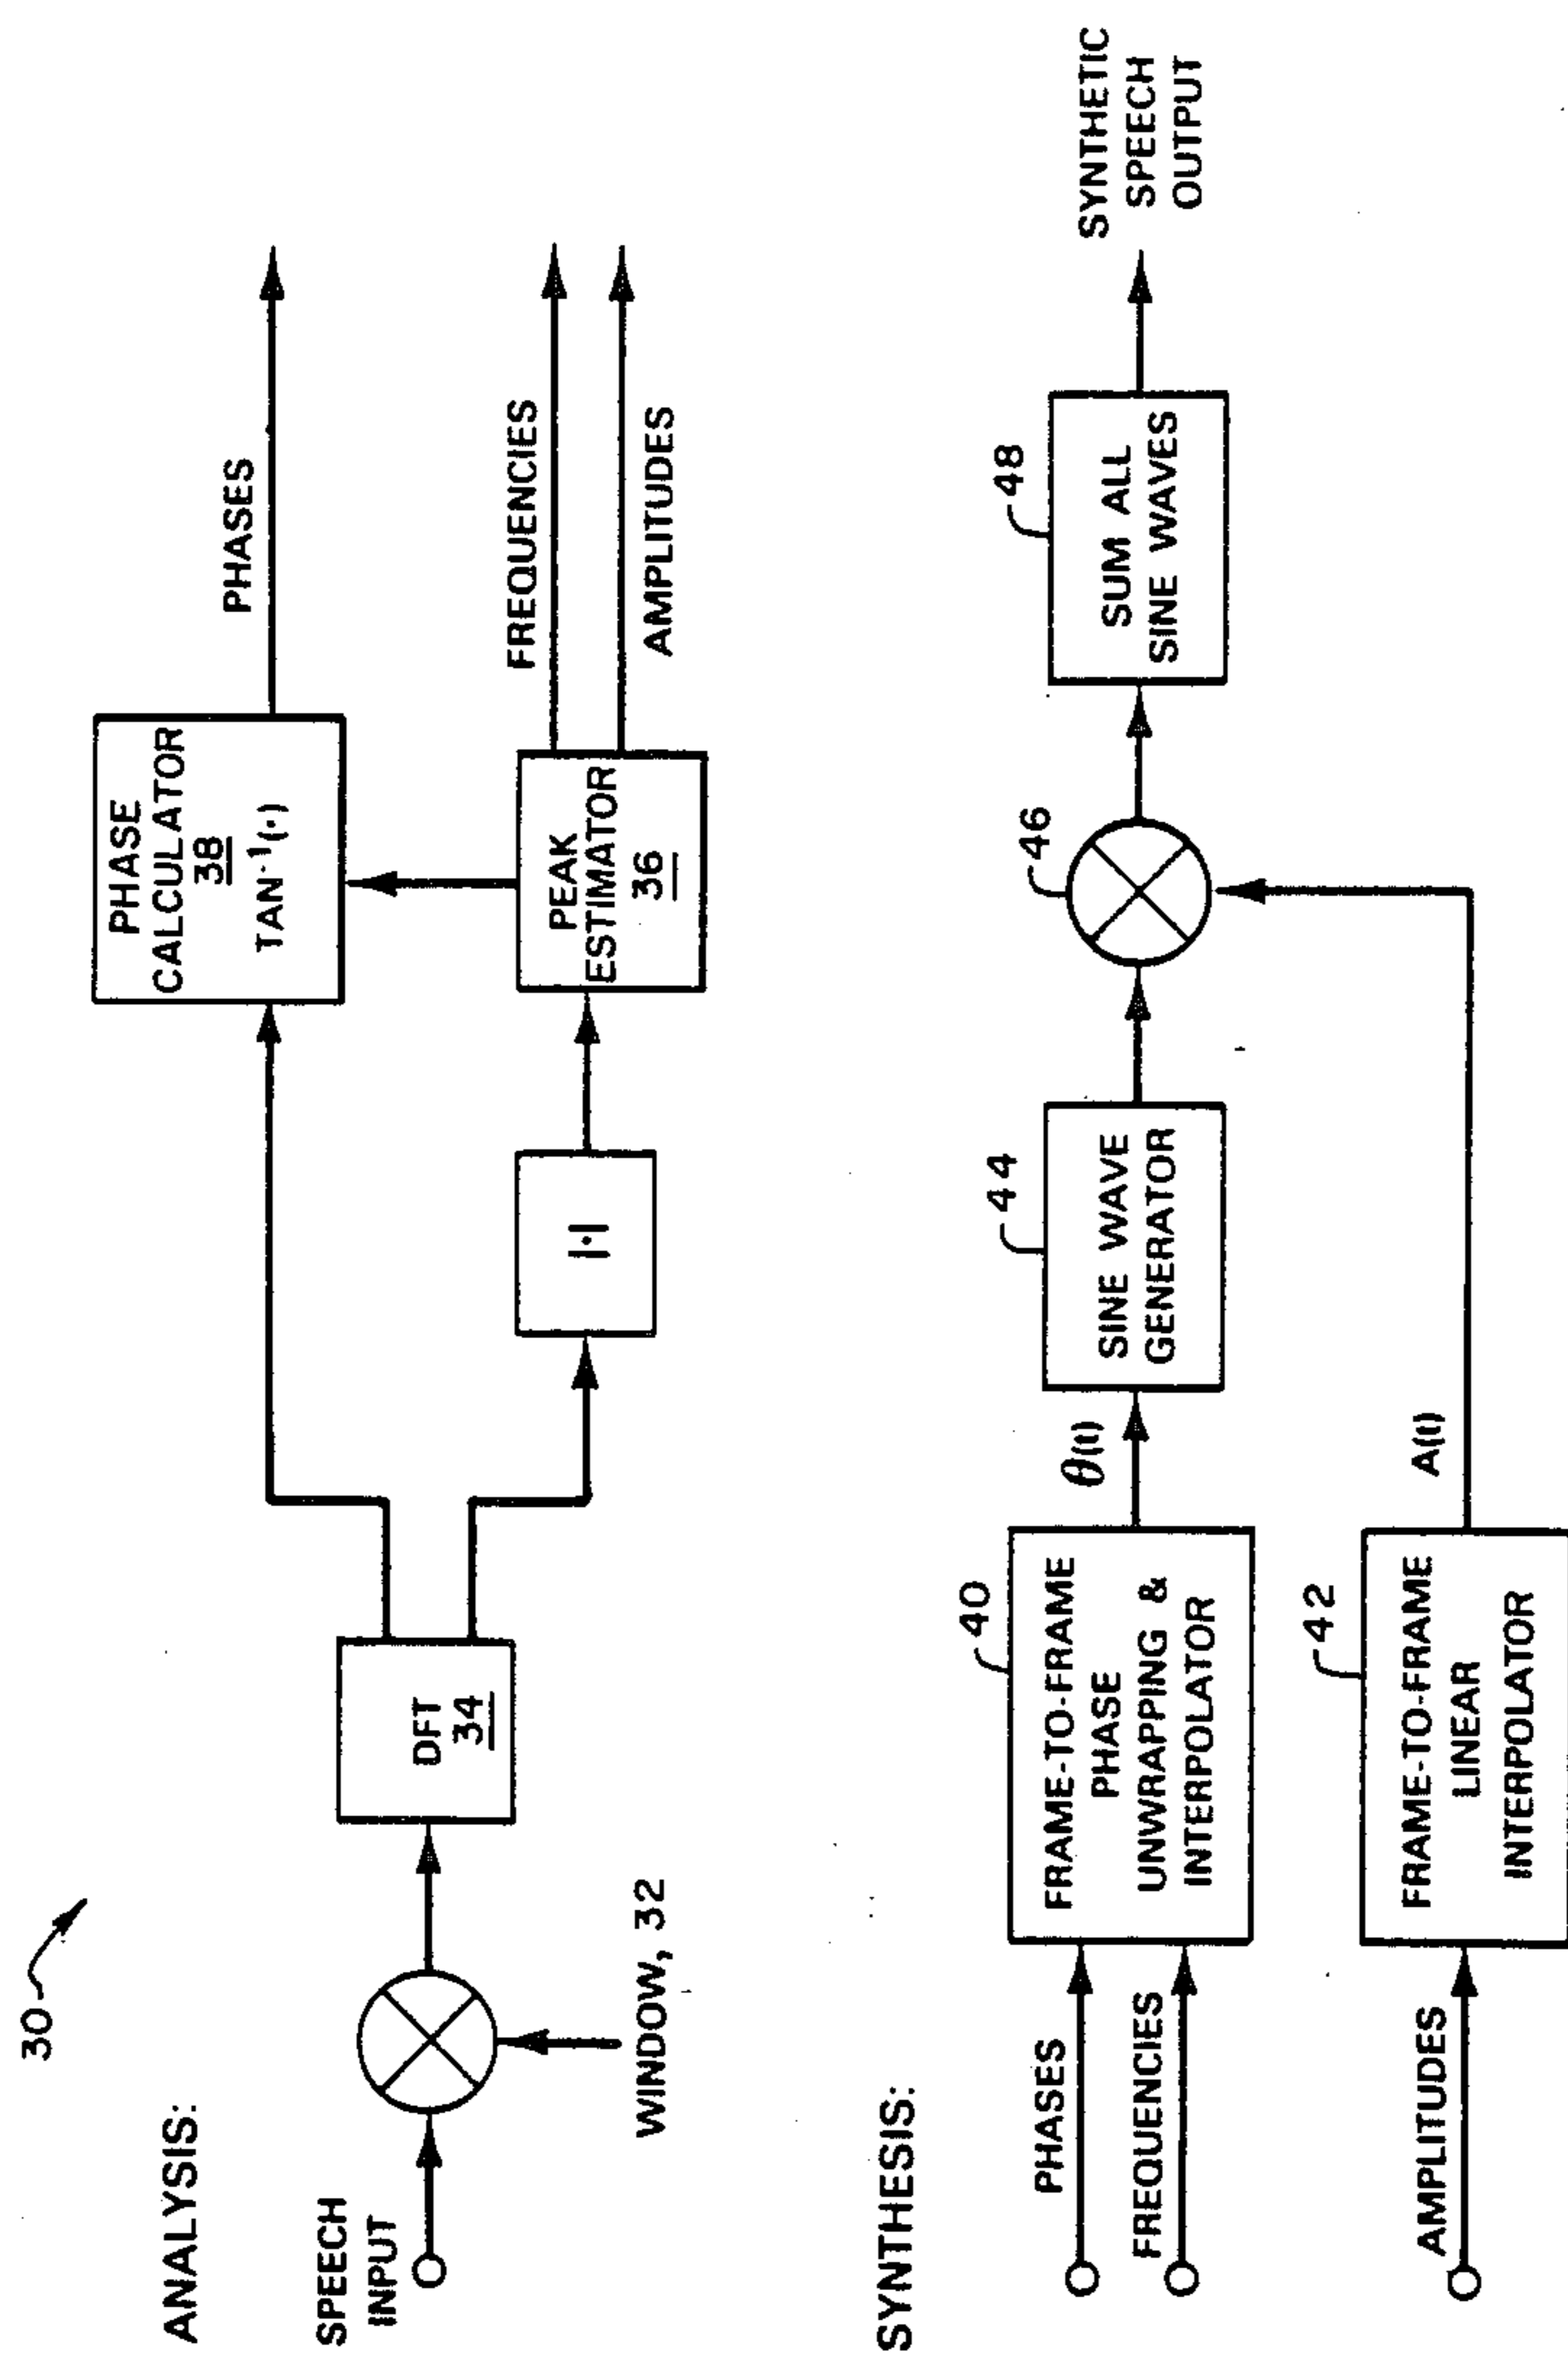 30
ANALYSIS:
SPEECH
INPUT
WINDOW, 32
DFT
34
|·|
PHASE
CALCULATOR
38
TAN⁻¹(·)
PEAK
ESTIMATOR
36
PHASES
FREQUENCIES
AMPLITUDES
SYNTHESIS:
PHASES
FREQUENCIES
AMPLITUDES
40
FRAME-TO-FRAME
PHASE
UNWRAPPING &
INTERPOLATOR
42
FRAME-TO-FRAME
LINEAR
INTERPOLATOR
θ(t)
A(t)
44
SINE WAVE
GENERATOR
46
48
SUM ALL
SINE WAVES
SYNTHETIC
SPEECH
OUTPUT